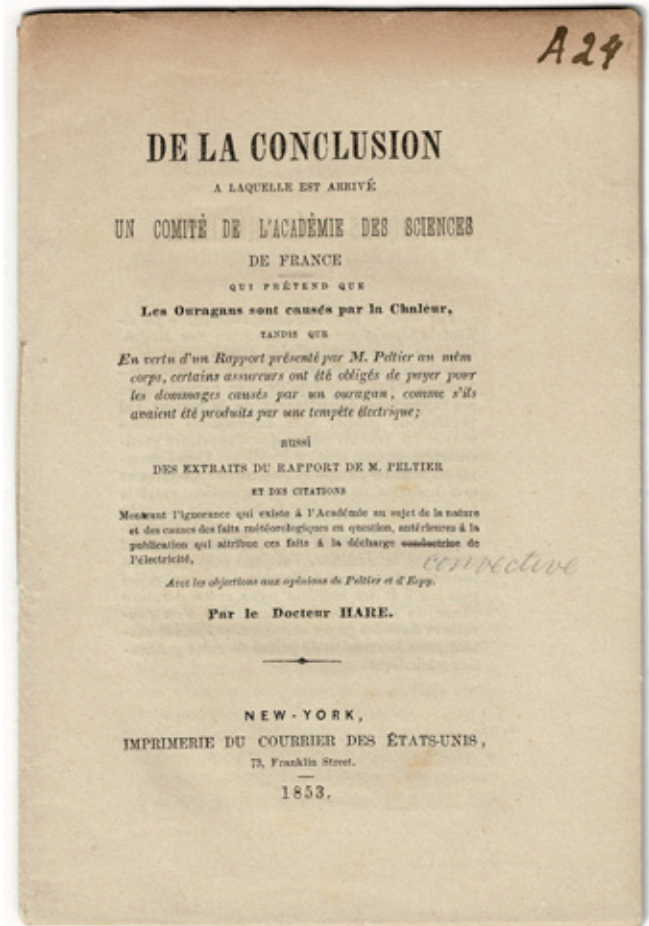 A 24
DE LA CONCLUSION
A LAQUELLE EST ARRIVÉ
UN COMITÉ DE L'ACADÉMIE DES SCIENCES
DE FRANCE
QUI PRÉTEND QUE
Les Ouragans sont causés par la Chaleur,
TANDIS QUE
En vertu d'un Rapport présenté par M. Peltier au mêm
corps, certains assureurs ont été obligés de payer pour
les dommages causés par un ouragan, comme s'ils
avaient été produits par une tempête électrique;
AUSSI
DES EXTRAITS DU RAPPORT DE M. PELTIER
ET DES CITATIONS
Montrant l'ignorance qui existe à l'Académie au sujet de la nature
et des causes des faits météorologiques en question, antérieures à la
publication qui attribue ces faits à la décharge conductrice de
l'électricité,
convective
Avec les objections aux opinions de Peltier et d'Espy.
Par le Docteur HARE.
NEW-YORK,
IMPRIMERIE DU COURRIER DES ÉTATS-UNIS,
73, Franklin Street.
1853.